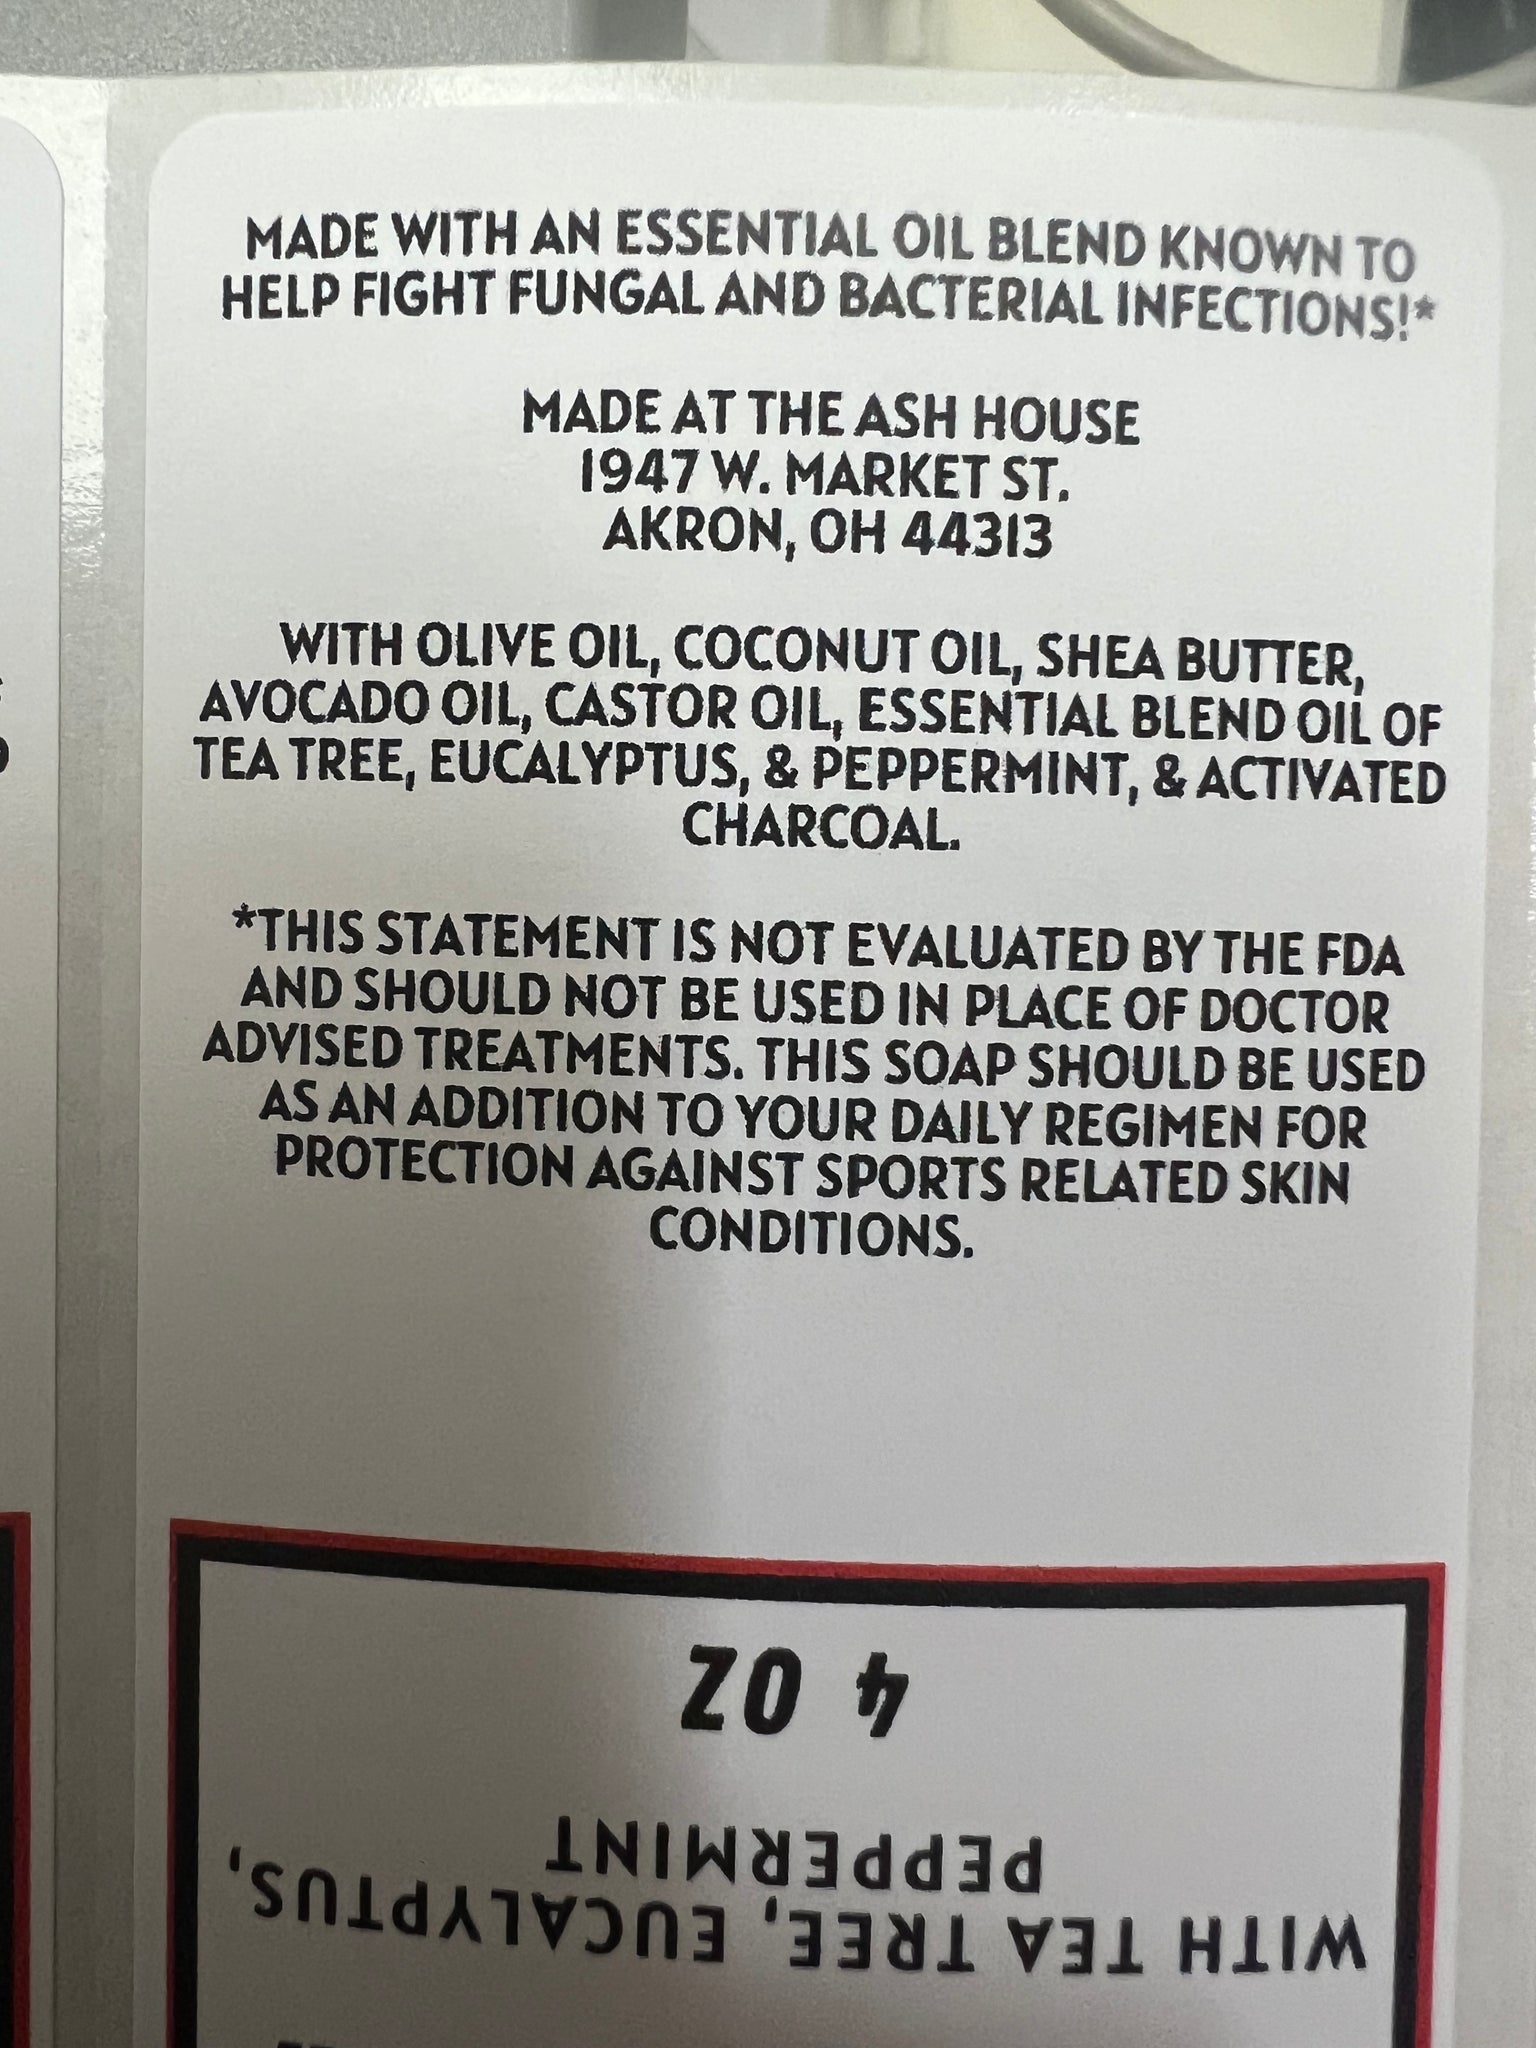 MADE WITH AN ESSENTIAL OIL BLEND KNOWN TO
HELP FIGHT FUNGAL AND BACTERIAL INFECTIONS!*
MADE AT THE ASH HOUSE
1947 W. MARKET ST.
AKRON, OH 44313
WITH OLIVE OIL, COCONUT OIL, SHEA BUTTER,
AVOCADO OIL, CASTOR OIL, ESSENTIAL BLEND OIL OF
TEA TREE, EUCALYPTUS, & PEPPERMINT, & ACTIVATED
CHARCOAL.
*THIS STATEMENT IS NOT EVALUATED BY THE FDA
AND SHOULD NOT BE USED IN PLACE OF DOCTOR
ADVISED TREATMENTS. THIS SOAP SHOULD BE USED
AS AN ADDITION TO YOUR DAILY REGIMEN FOR
PROTECTION AGAINST SPORTS RELATED SKIN
CONDITIONS.
WITH TEA TREE, EUCALYPTUS,
PEPPERMINT
4 OZ